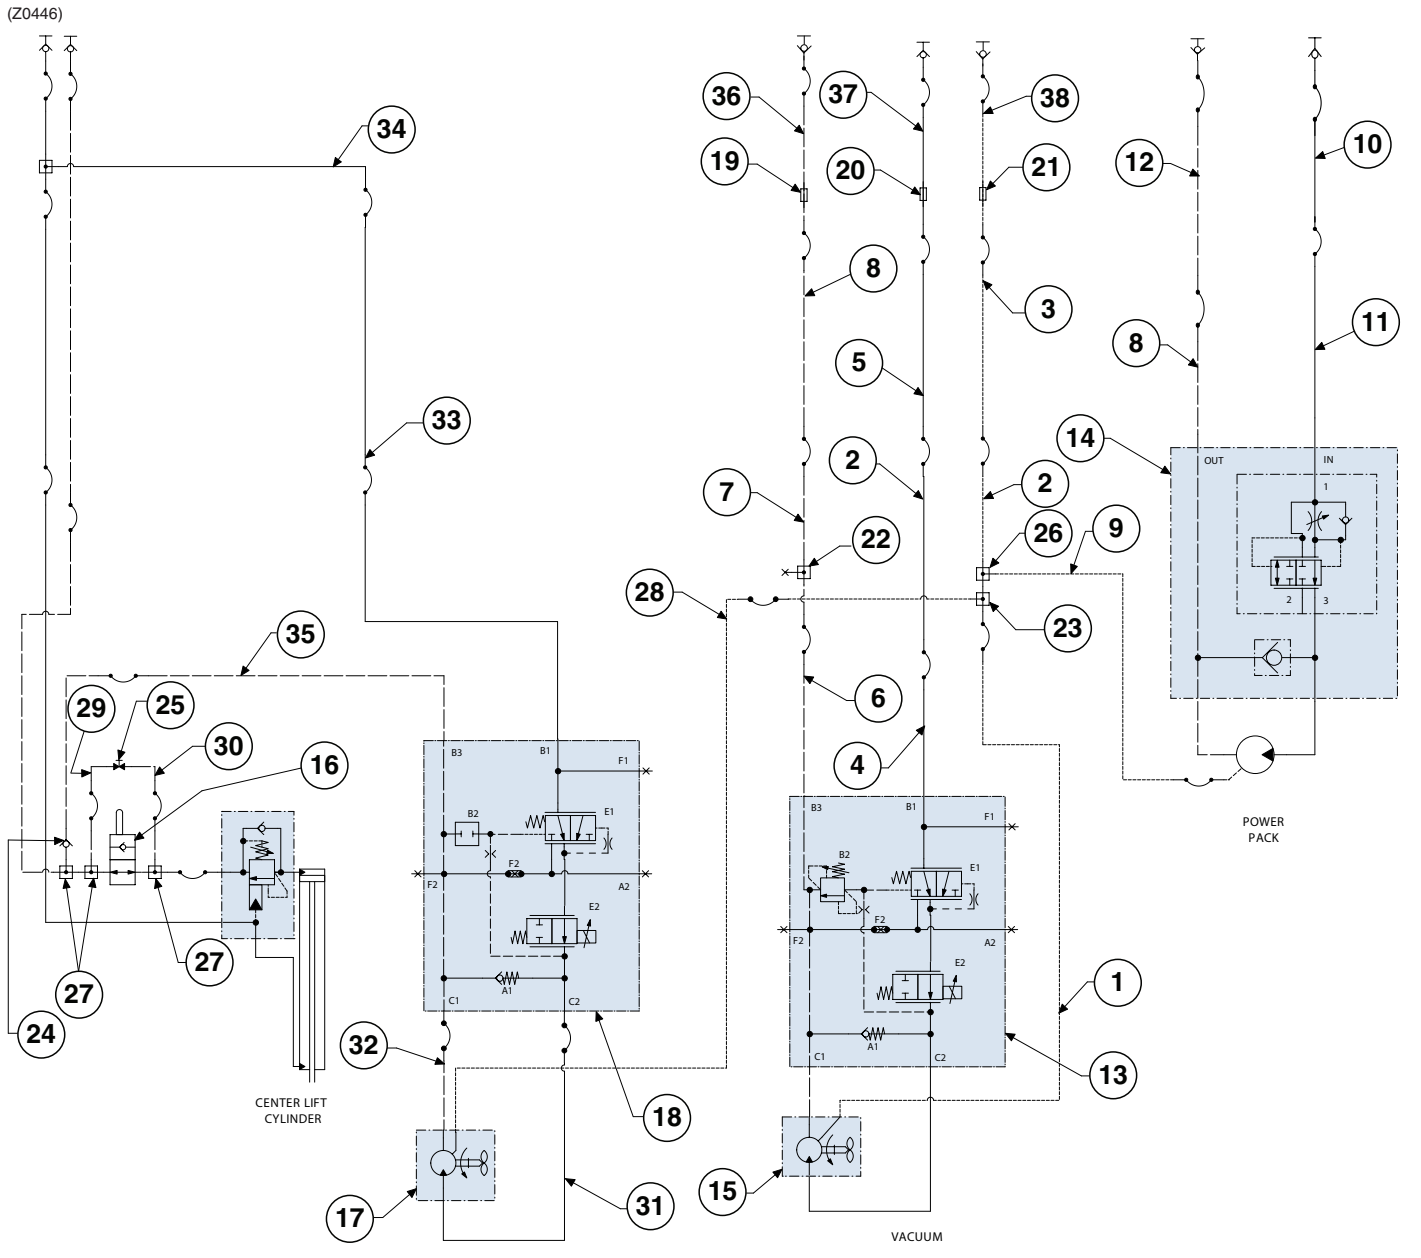 (Z0446)
36
37
38
34
19
20
21
12
10
8
3
5
8
11
33
2
14
OUT
IN
7
2
1
22
26
9
28
23
2
3
35
29
25
30
6
16
B3
B1
F1
4
B2
E1
B3
B1
F1
POWER
PACK
F2
F2
A2
B2
E1
E2
F2
F2
A2
27
27
A1
E2
1
24
C1
C2
32
A1
C1
C2
13
CENTER LIFT
CYLINDER
18
17
31
15
VACUUM